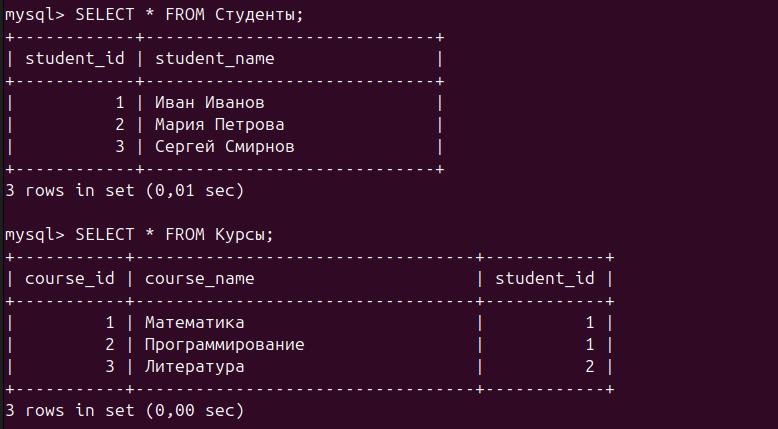 mysql> SELECT * FROM Студенты;
+------------+-----------------------------+
| student_id | student_name                |
+------------+-----------------------------+
|          1 | Иван Иванов                 |
|          2 | Мария Петрова               |
|          3 | Сергей Смирнов              |
+------------+-----------------------------+
3 rows in set (0,01 sec)

mysql> SELECT * FROM Курсы;
+-----------+----------------------------------+------------+
| course_id | course_name                      | student_id |
+-----------+----------------------------------+------------+
|         1 | Математика                       |          1 |
|         2 | Программирование                 |          1 |
|         3 | Литература                       |          2 |
+-----------+----------------------------------+------------+
3 rows in set (0,00 sec)